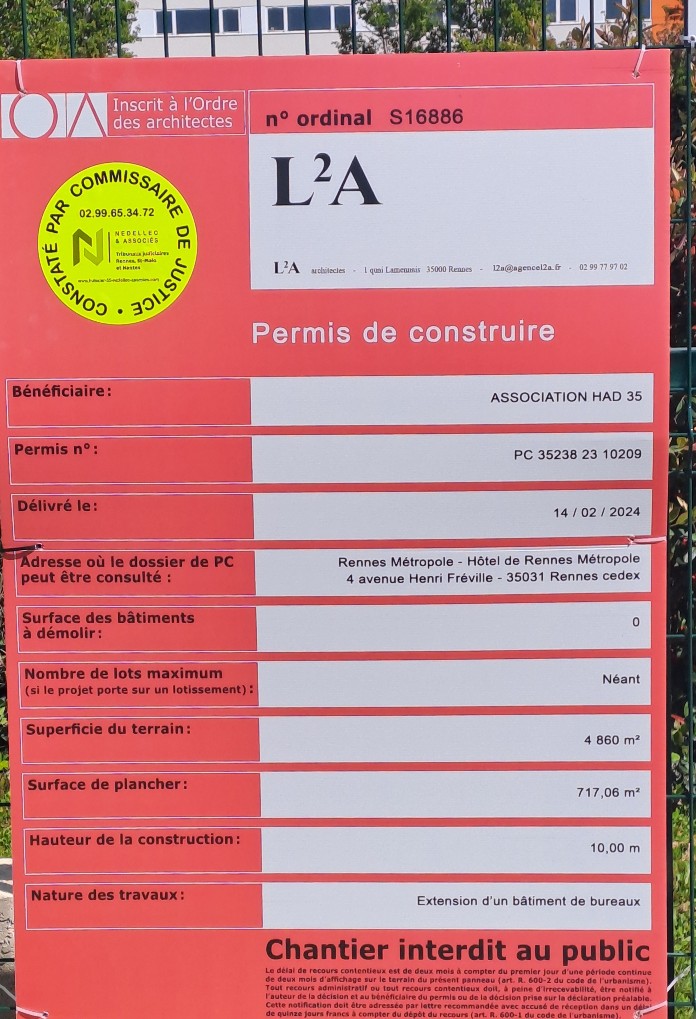 Inscrit à l'Ordre
des architectes
n° ordinal S16886
L²A
CONSTATÉ PAR COMMISSAIRE DE JUSTICE
02.99.65.34.72
NEDELLEC
& ASSOCIÉS
Tribunaux judiciaires
Rennes, St-Malo
et Nantes
L²A architectes - 1 quai Lamennais 35000 Rennes - l2a@agencel2a.fr - 02 99 77 97 02
Permis de construire
Bénéficiaire :
ASSOCIATION HAD 35
Permis n° :
PC 35238 23 10209
Délivré le :
14 / 02 / 2024
Adresse où le dossier de PC
peut être consulté :
Rennes Métropole - Hôtel de Rennes Métropole
4 avenue Henri Fréville - 35031 Rennes cedex
Surface des bâtiments
à démolir :
0
Nombre de lots maximum
(si le projet porte sur un lotissement) :
Néant
Superficie du terrain :
4 860 m²
Surface de plancher :
717,06 m²
Hauteur de la construction :
10,00 m
Nature des travaux :
Extension d'un bâtiment de bureaux
Chantier interdit au public
Le délai de recours contentieux est de deux mois à compter du premier jour d'une période continue
de deux mois d'affichage sur le terrain du présent panneau (art. R. 600-2 du code de l'urbanisme).
Tout recours administratif ou tout recours contentieux doit, à peine d'irrecevabilité, être notifié à
l'auteur de la décision et au bénéficiaire du permis ou de la décision prise sur la déclaration préalable.
Cette notification doit être adressée par lettre recommandée avec accusé de réception dans un délai
de quinze jours francs à compter du dépôt du recours (art. R. 600-1 du code de l'urbanisme).